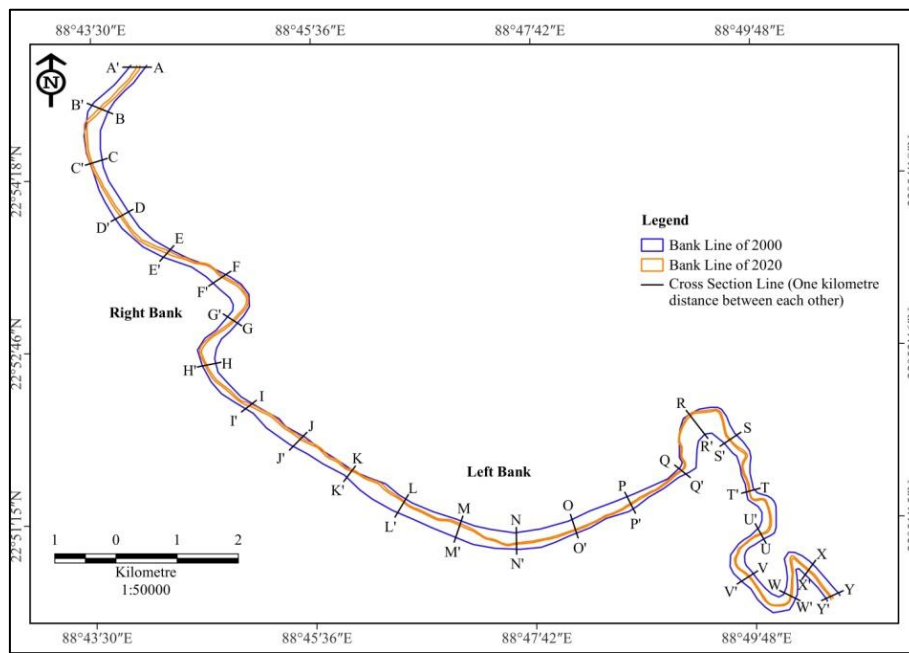 88°43'30"E 88°45'36"E 88°47'42"E 88°49'48"E
N
A' A
B' B
C' C
22°54'18"N
D' D
E' E
F' F
Legend
Bank Line of 2000
Bank Line of 2020
Cross Section Line (One kilometre
distance between each other)
Right Bank
G' G
22°52'46"N
H' H
I' I
J' J
K' K
Left Bank
L' L
M' M
N N'
O O'
P P'
Q Q'
R R'
S' S
T' T
U' U
V' V
W W'
X X'
Y Y'
22°51'15"N
1 0 1 2
Kilometre
1:50000
88°43'30"E 88°45'36"E 88°47'42"E 88°49'48"E